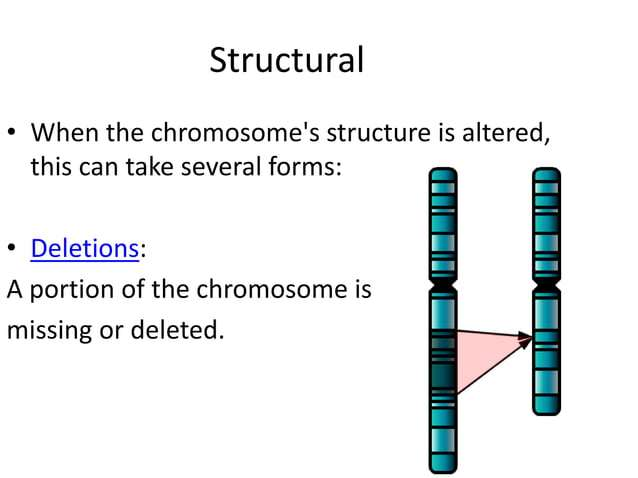 Structural
• When the chromosome's structure is altered,
this can take several forms:
• Deletions:
A portion of the chromosome is
missing or deleted.